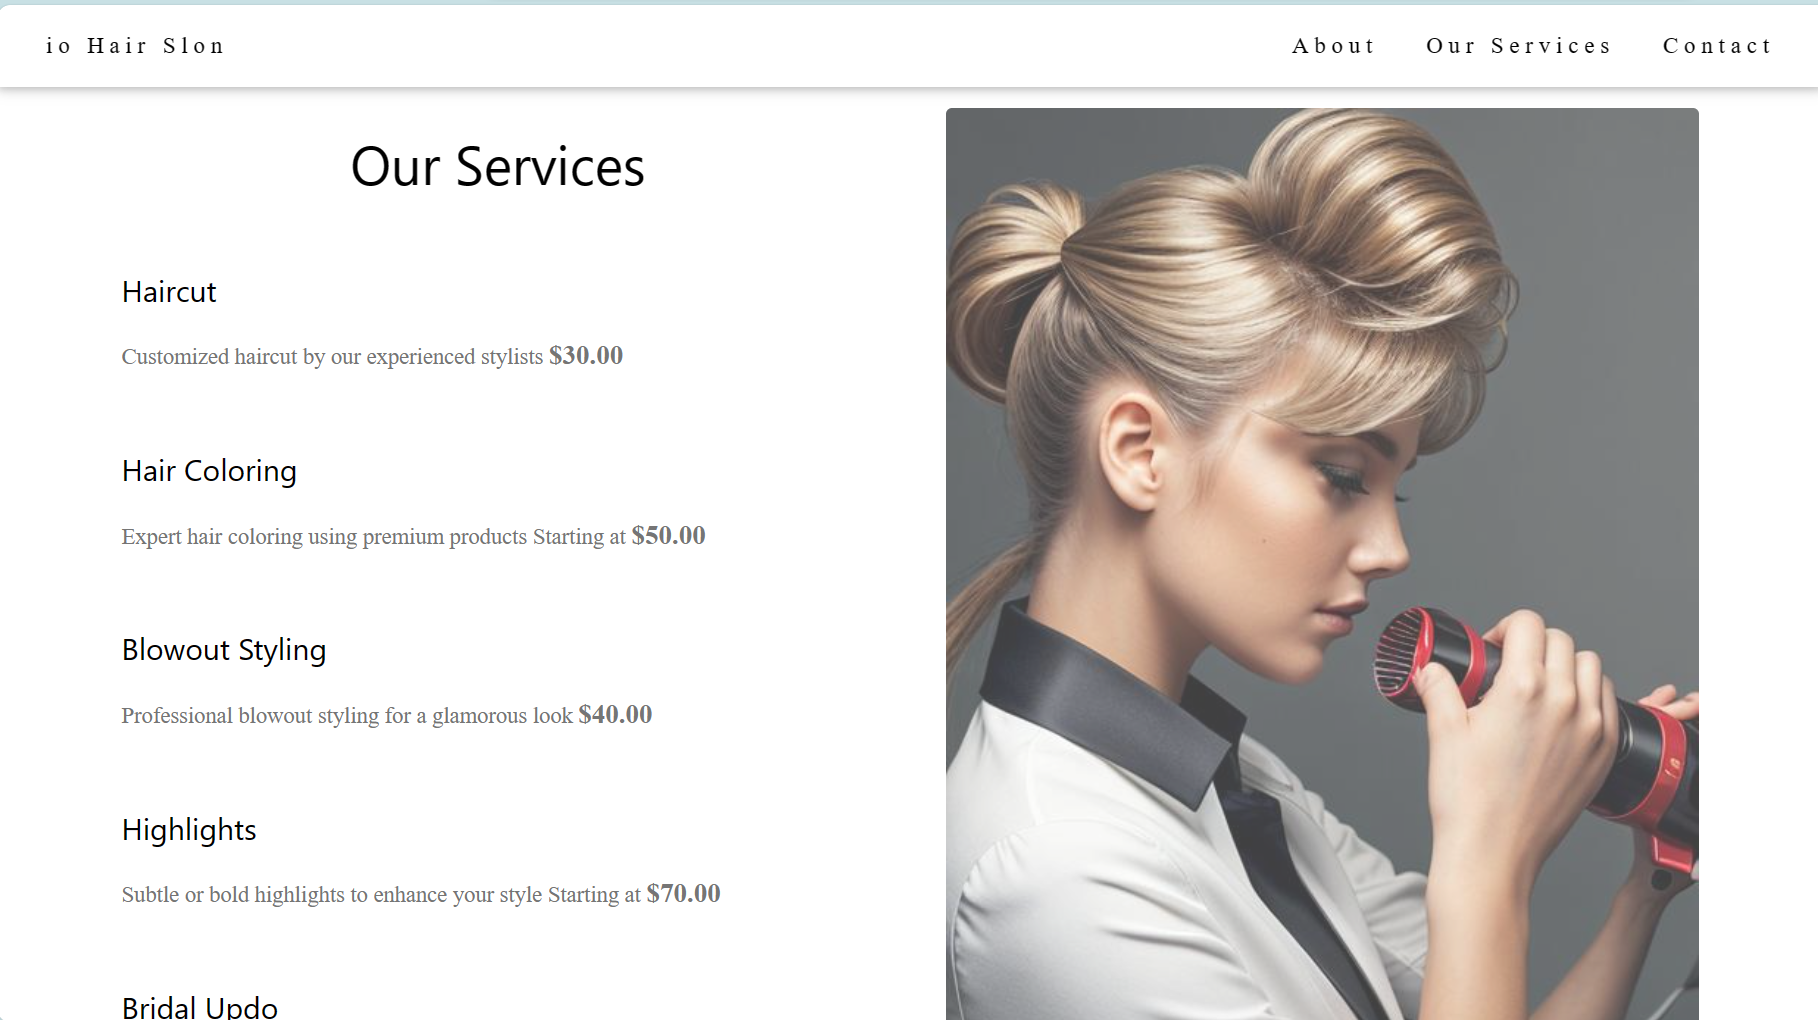 io Hair Slon
About Our Services Contact
Our Services
Haircut
Customized haircut by our experienced stylists $30.00
Hair Coloring
Expert hair coloring using premium products Starting at $50.00
Blowout Styling
Professional blowout styling for a glamorous look $40.00
Highlights
Subtle or bold highlights to enhance your style Starting at $70.00
Bridal Updo